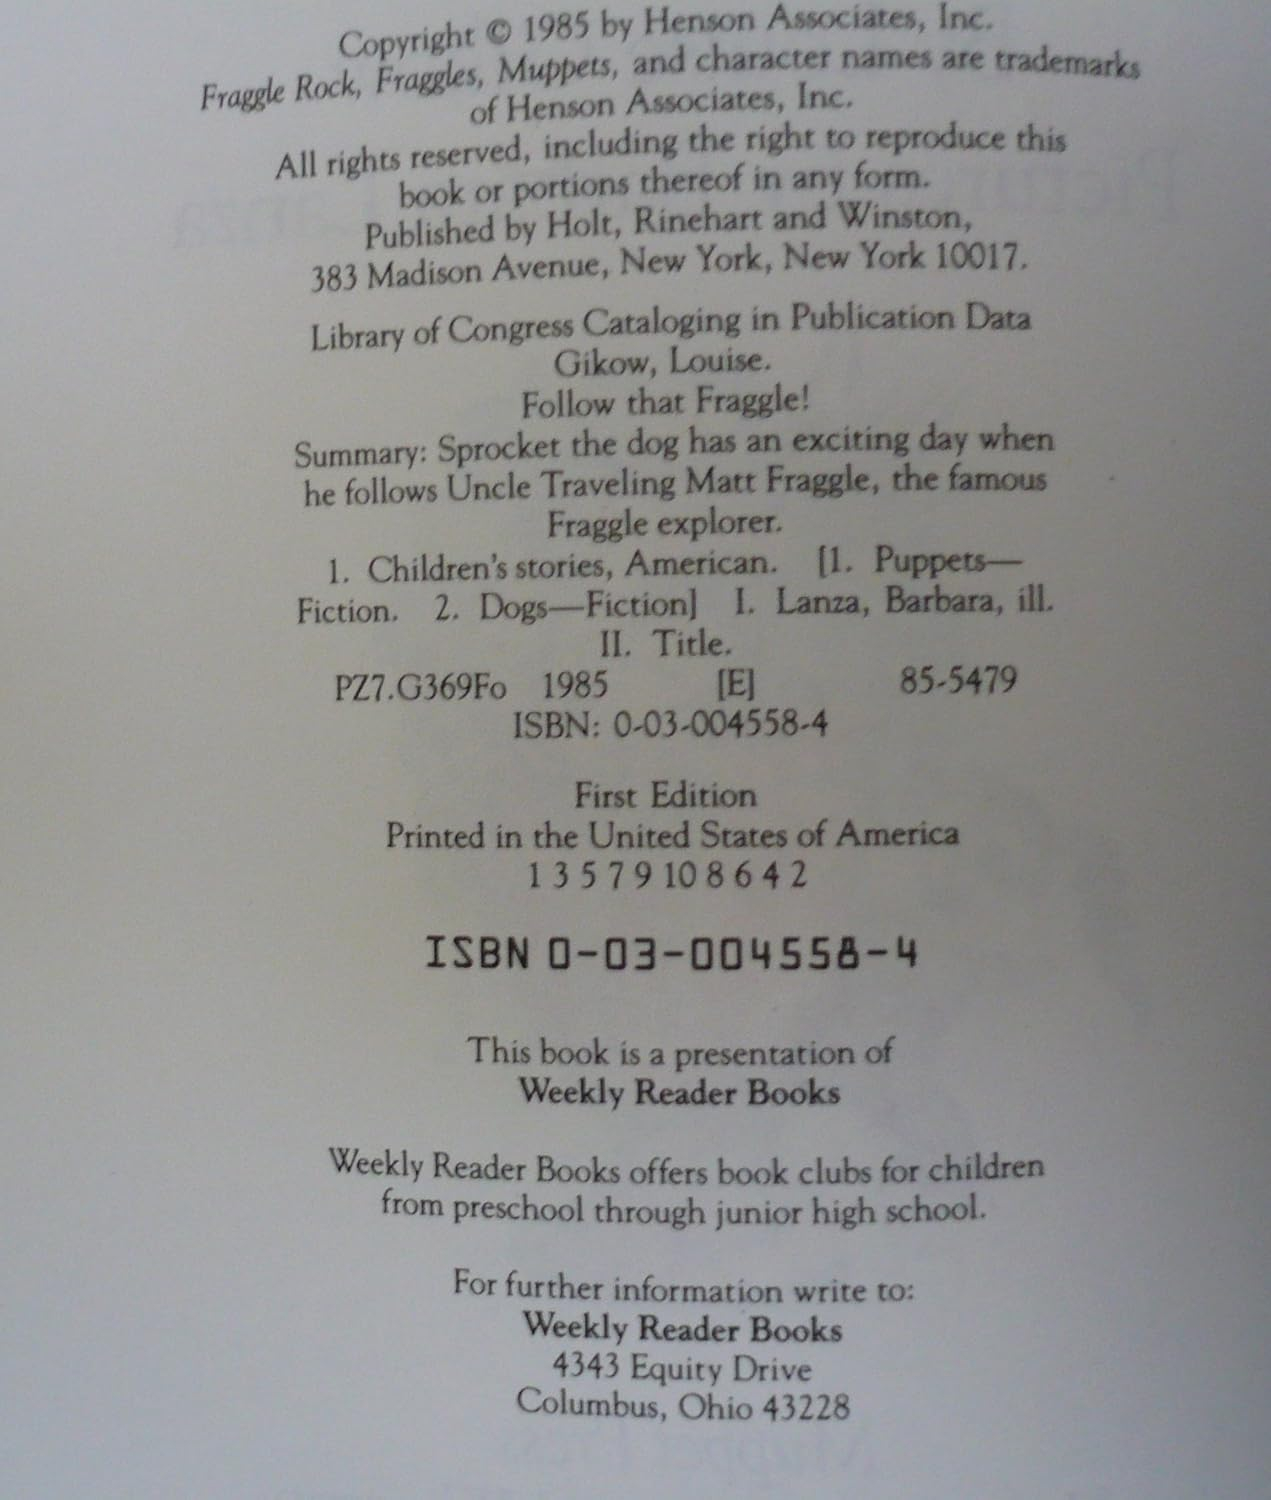 Copyright © 1985 by Henson Associates, Inc.
Fraggle Rock, Fraggles, Muppets, and character names are trademarks
of Henson Associates, Inc.
All rights reserved, including the right to reproduce this
book or portions thereof in any form.
Published by Holt, Rinehart and Winston,
383 Madison Avenue, New York, New York 10017.
Library of Congress Cataloging in Publication Data
Gikow, Louise.
Follow that Fraggle!
Summary: Sprocket the dog has an exciting day when
he follows Uncle Traveling Matt Fraggle, the famous
Fraggle explorer.
1. Children's stories, American. [1. Puppets—
Fiction. 2. Dogs—Fiction] I. Lanza, Barbara, ill.
II. Title.
PZ7.G369Fo 1985 [E] 85-5479
ISBN: 0-03-004558-4
First Edition
Printed in the United States of America
1 3 5 7 9 10 8 6 4 2
ISBN 0-03-004558-4
This book is a presentation of
Weekly Reader Books
Weekly Reader Books offers book clubs for children
from preschool through junior high school.
For further information write to:
Weekly Reader Books
4343 Equity Drive
Columbus, Ohio 43228